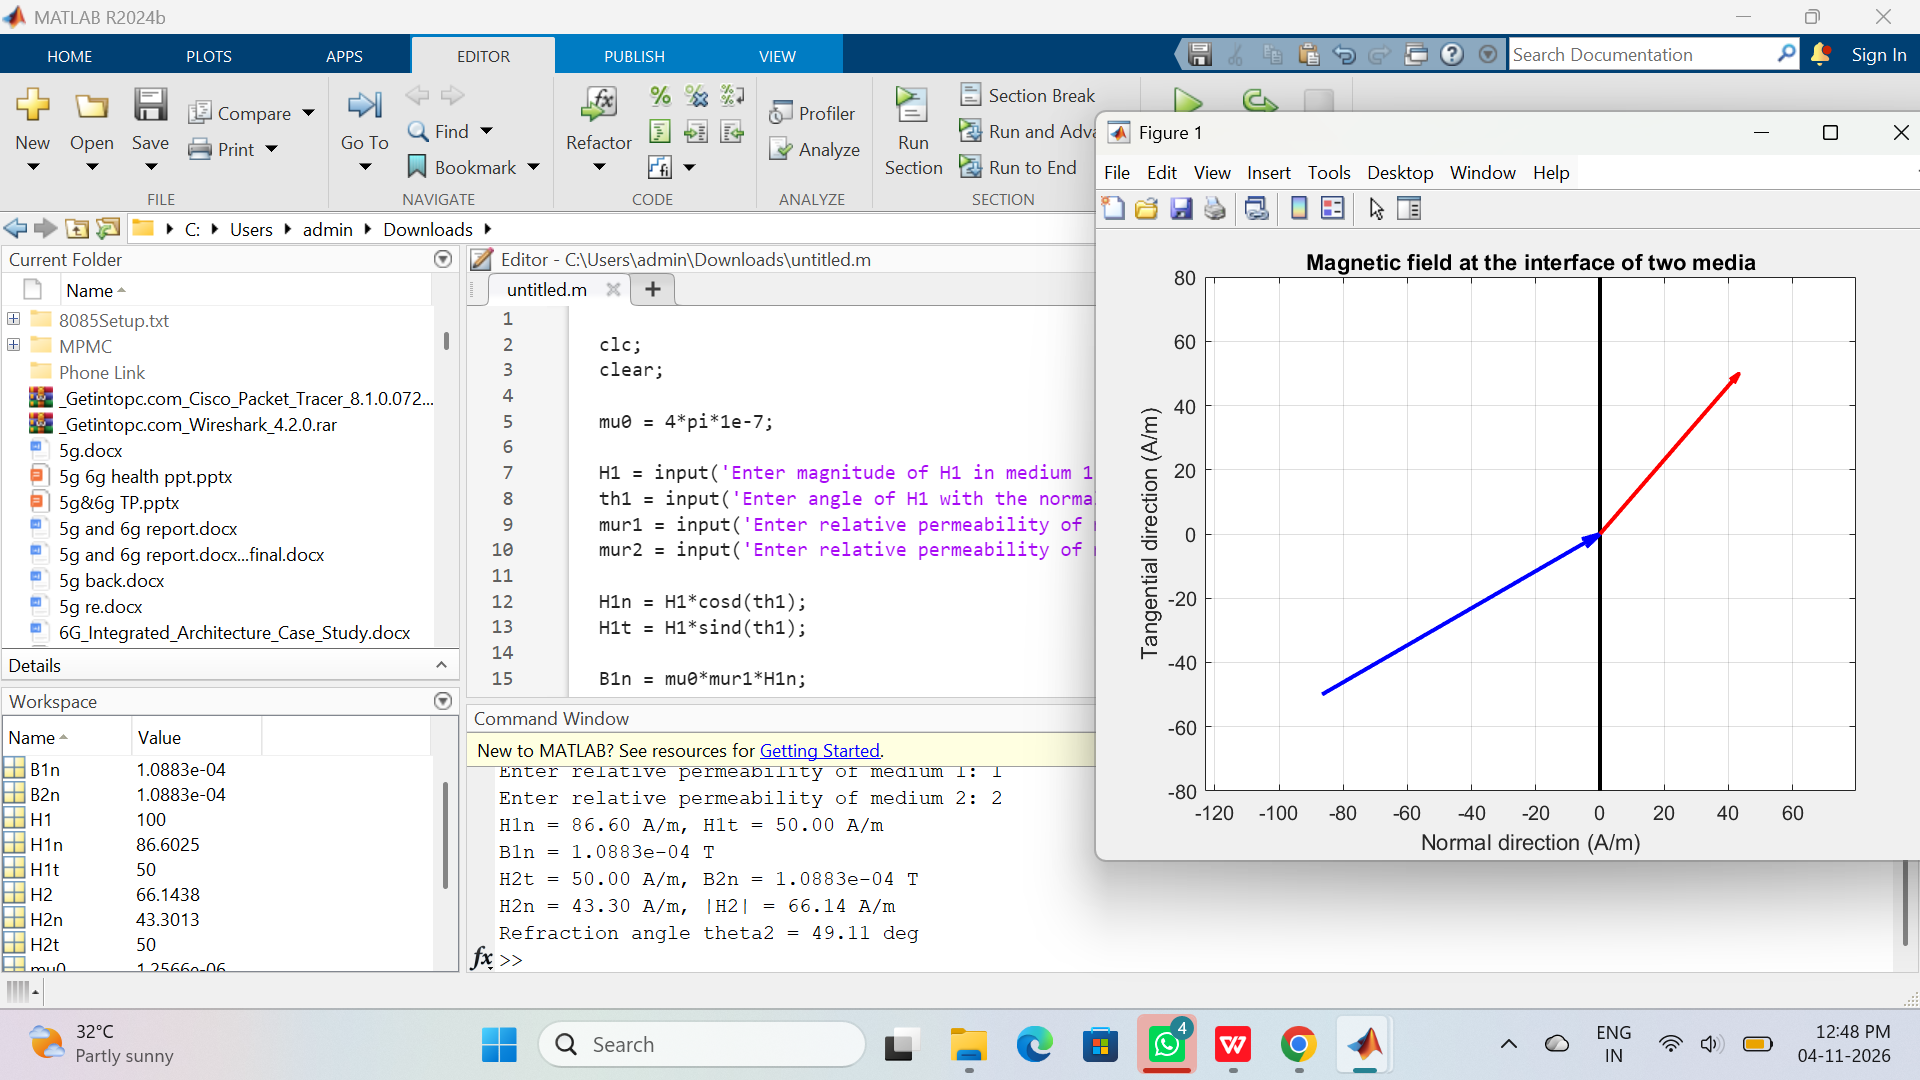 MATLAB R2024b
HOME PLOTS APPS EDITOR PUBLISH VIEW
Search Documentation
Sign In
New Open Save Compare Print
FILE
Go To Find Bookmark
NAVIGATE
Refactor
CODE
Profiler
Analyze
ANALYZE
Run Section
Section Break
Run and Adva
Run to End
SECTION
C: Users admin Downloads
Current Folder
Name
8085Setup.txt
MPMC
Phone Link
_Getintopc.com_Cisco_Packet_Tracer_8.1.0.072...
_Getintopc.com_Wireshark_4.2.0.rar
5g.docx
5g 6g health ppt.pptx
5g&6g TP.pptx
5g and 6g report.docx
5g and 6g report.docx...final.docx
5g back.docx
5g re.docx
6G_Integrated_Architecture_Case_Study.docx
Details
Workspace
Name Value
B1n 1.0883e-04
B2n 1.0883e-04
H1 100
H1n 86.6025
H1t 50
H2 66.1438
H2n 43.3013
H2t 50
mu0 1.2566e-06
Editor - C:\Users\admin\Downloads\untitled.m
untitled.m
1
2 clc;
3 clear;
4
5 mu0 = 4*pi*1e-7;
6
7 H1 = input('Enter magnitude of H1 in medium 1
8 th1 = input('Enter angle of H1 with the norma
9 mur1 = input('Enter relative permeability of
10 mur2 = input('Enter relative permeability of
11
12 H1n = H1*cosd(th1);
13 H1t = H1*sind(th1);
14
15 B1n = mu0*mur1*H1n;
Command Window
New to MATLAB? See resources for Getting Started.
Enter relative permeability of medium 1: 1
Enter relative permeability of medium 2: 2
H1n = 86.60 A/m, H1t = 50.00 A/m
B1n = 1.0883e-04 T
H2t = 50.00 A/m, B2n = 1.0883e-04 T
H2n = 43.30 A/m, |H2| = 66.14 A/m
Refraction angle theta2 = 49.11 deg
fx >>
Figure 1
File Edit View Insert Tools Desktop Window Help
Magnetic field at the interface of two media
Tangential direction (A/m)
80
60
40
20
0
-20
-40
-60
-80
-120 -100 -80 -60 -40 -20 0 20 40 60
Normal direction (A/m)
32°C
Partly sunny
Search
4
ENG
IN
12:48 PM
04-11-2026